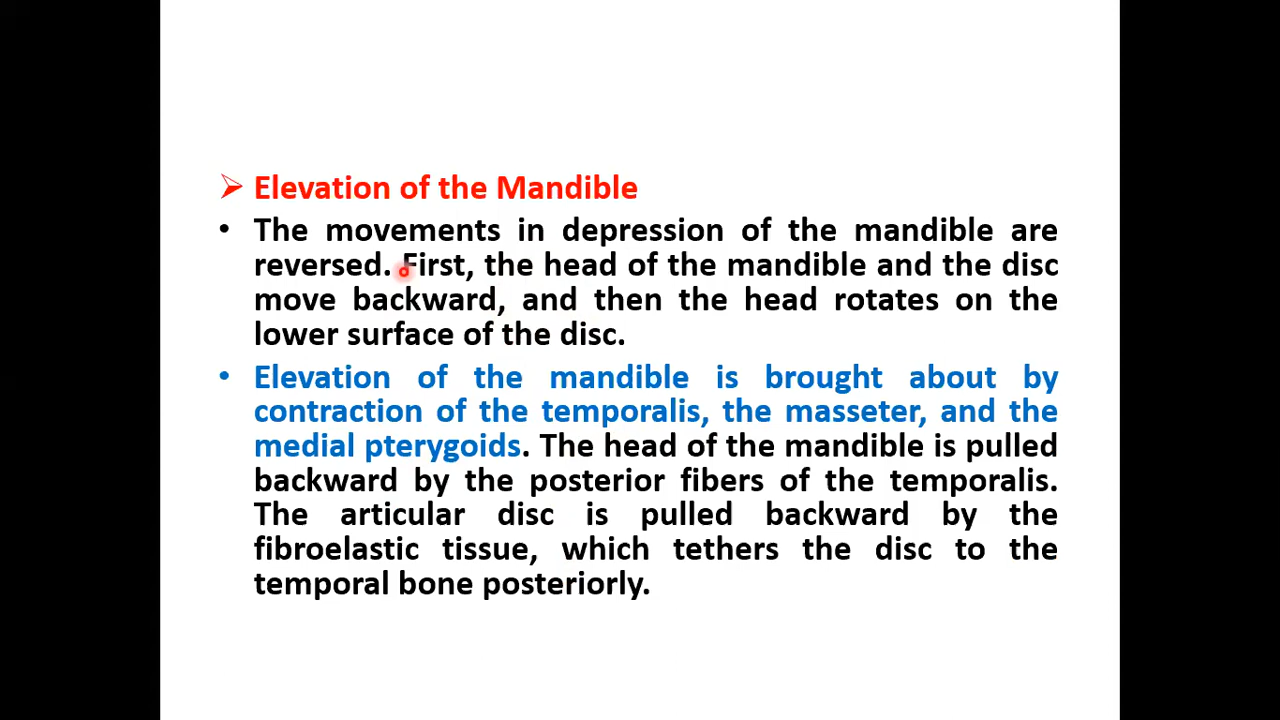 ➢ Elevation of the Mandible
• The movements in depression of the mandible are
reversed. First, the head of the mandible and the disc
move backward, and then the head rotates on the
lower surface of the disc.
• Elevation of the mandible is brought about by
contraction of the temporalis, the masseter, and the
medial pterygoids. The head of the mandible is pulled
backward by the posterior fibers of the temporalis.
The articular disc is pulled backward by the
fibroelastic tissue, which tethers the disc to the
temporal bone posteriorly.